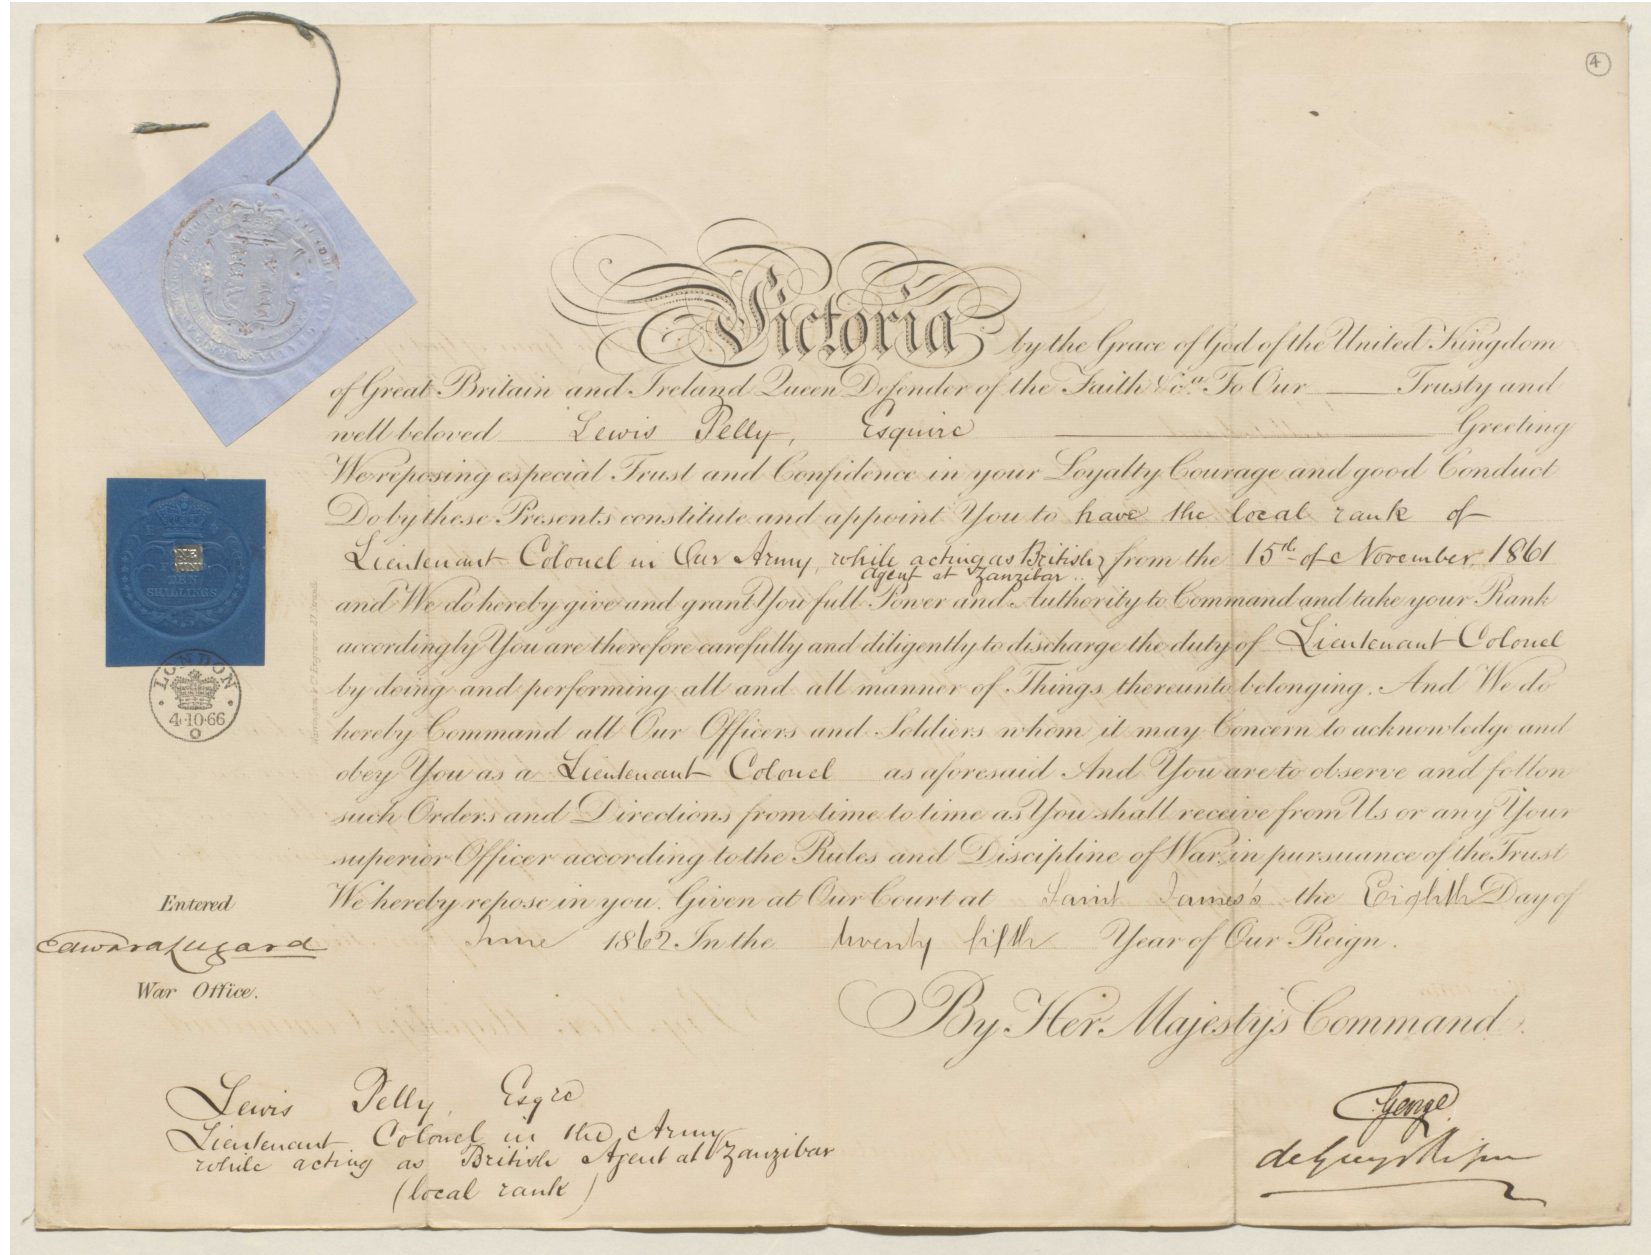 4
Victoria by the Grace of God of the United Kingdom
of Great Britain and Ireland Queen Defender of the Faith &ca. To Our Trusty and
well beloved Lewis Pelly, Esquire Greeting
We reposing especial Trust and Confidence in your Loyalty Courage and good Conduct
Do by these Presents constitute and appoint You to have the local rank of
Lieutenant Colonel in Our Army, while acting as British from the 15th of November, 1861
agent at Zanzibar
and We do hereby give and grant You full Power and Authority to Command and take your Rank
accordingly You are therefore carefully and diligently to discharge the duty of Lieutenant Colonel
by doing and performing all and all manner of Things thereunto belonging. And We do
hereby Command all Our Officers and Soldiers whom it may Concern to acknowledge and
obey You as a Lieutenant Colonel as aforesaid And You are to observe and follow
such Orders and Directions from time to time as You shall receive from Us or any Your
superior Officer according to the Rules and Discipline of War, in pursuance of the Trust
We hereby repose in you. Given at Our Court at Saint James's the Eighth Day of
June 1862 In the twenty fifth Year of Our Reign.
By Her Majesty's Command.
TEN
SHILLINGS
LONDON
4·10·66
O
Entered
Edward Lugard
War Office.
Lewis Pelly, Esqre
Lieutenant Colonel in the Army
while acting as British Agent at Zanzibar
(local rank)
George
de Grey & Ripon